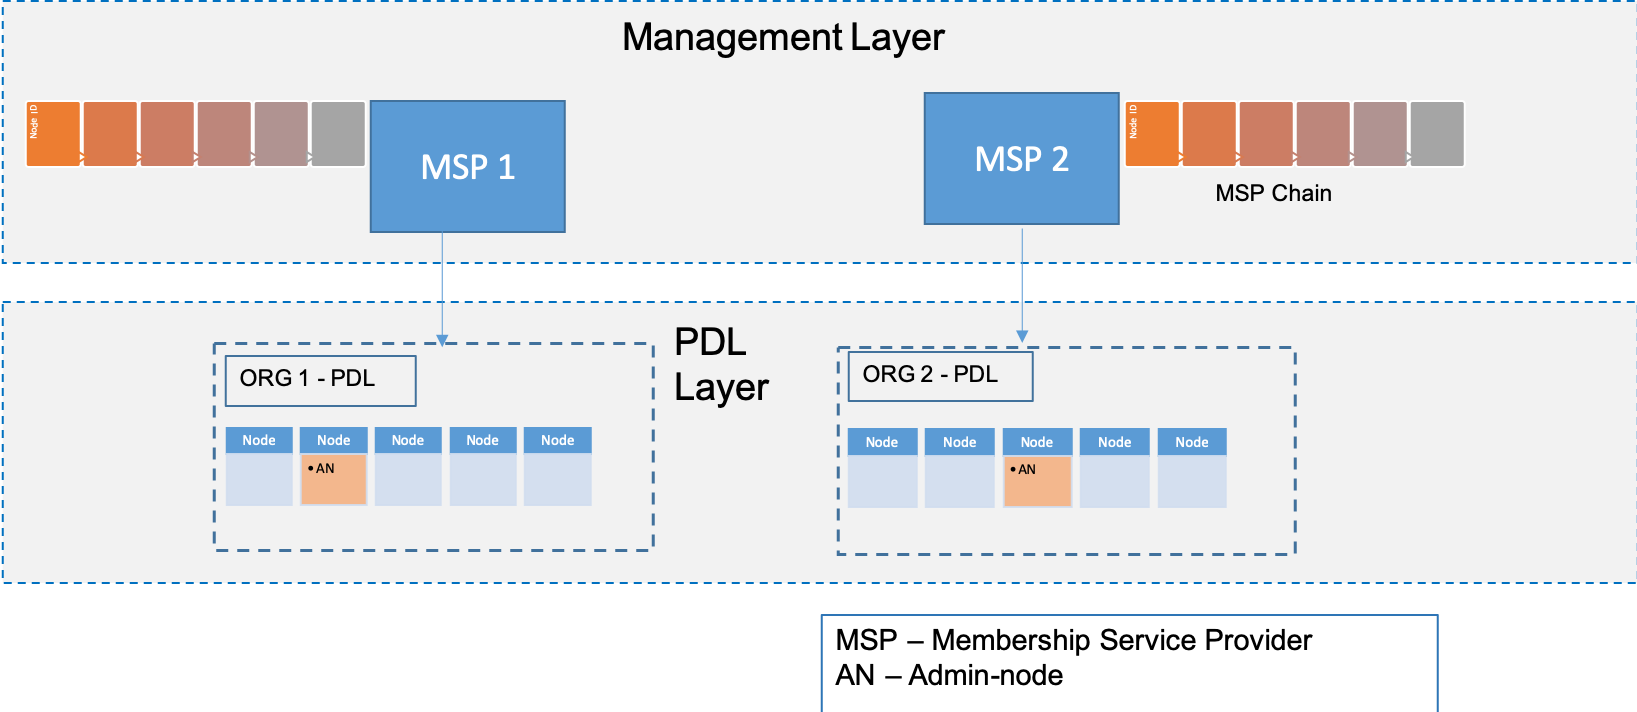 Management Layer
Node ID
MSP 1
MSP 2
Node ID
MSP Chain
PDL
Layer
ORG 1 - PDL
Node Node Node Node Node
• AN
ORG 2 - PDL
Node Node Node Node Node
• AN
MSP – Membership Service Provider
AN – Admin-node